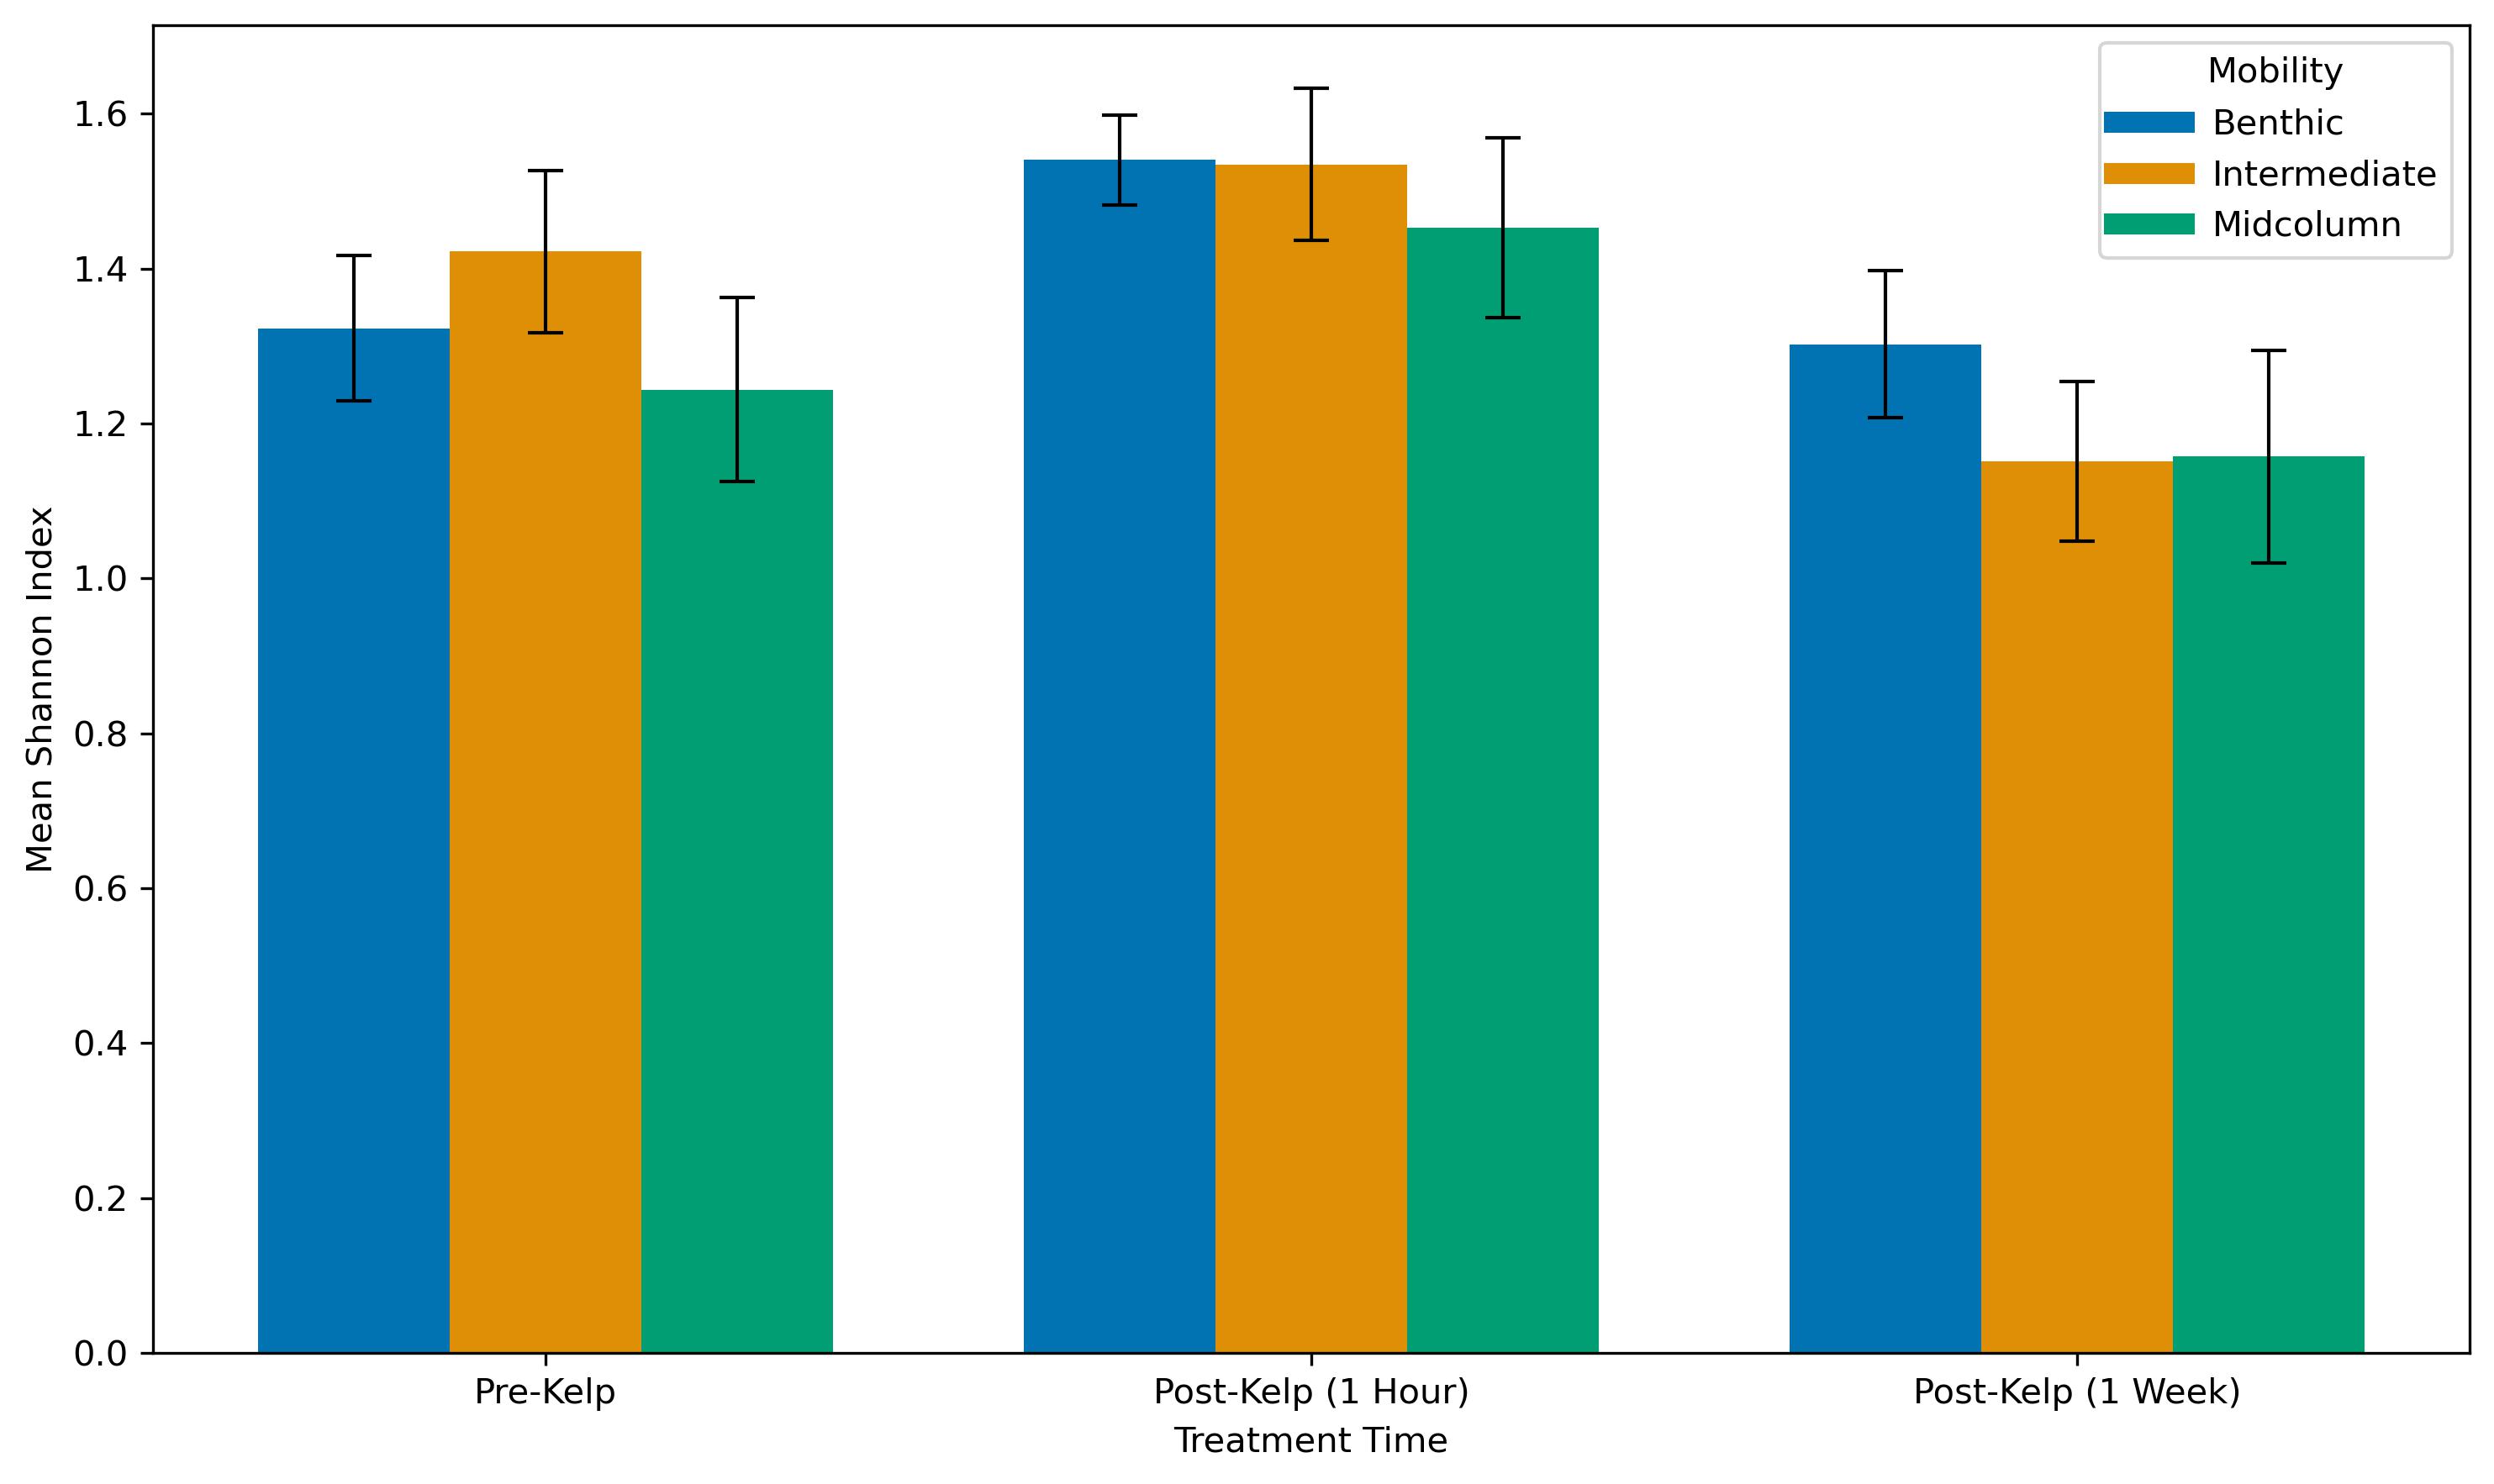 Mobility
Benthic
Intermediate
Midcolumn
Mean Shannon Index
1.6
1.4
1.2
1.0
0.8
0.6
0.4
0.2
0.0
Pre-Kelp
Post-Kelp (1 Hour)
Post-Kelp (1 Week)
Treatment Time